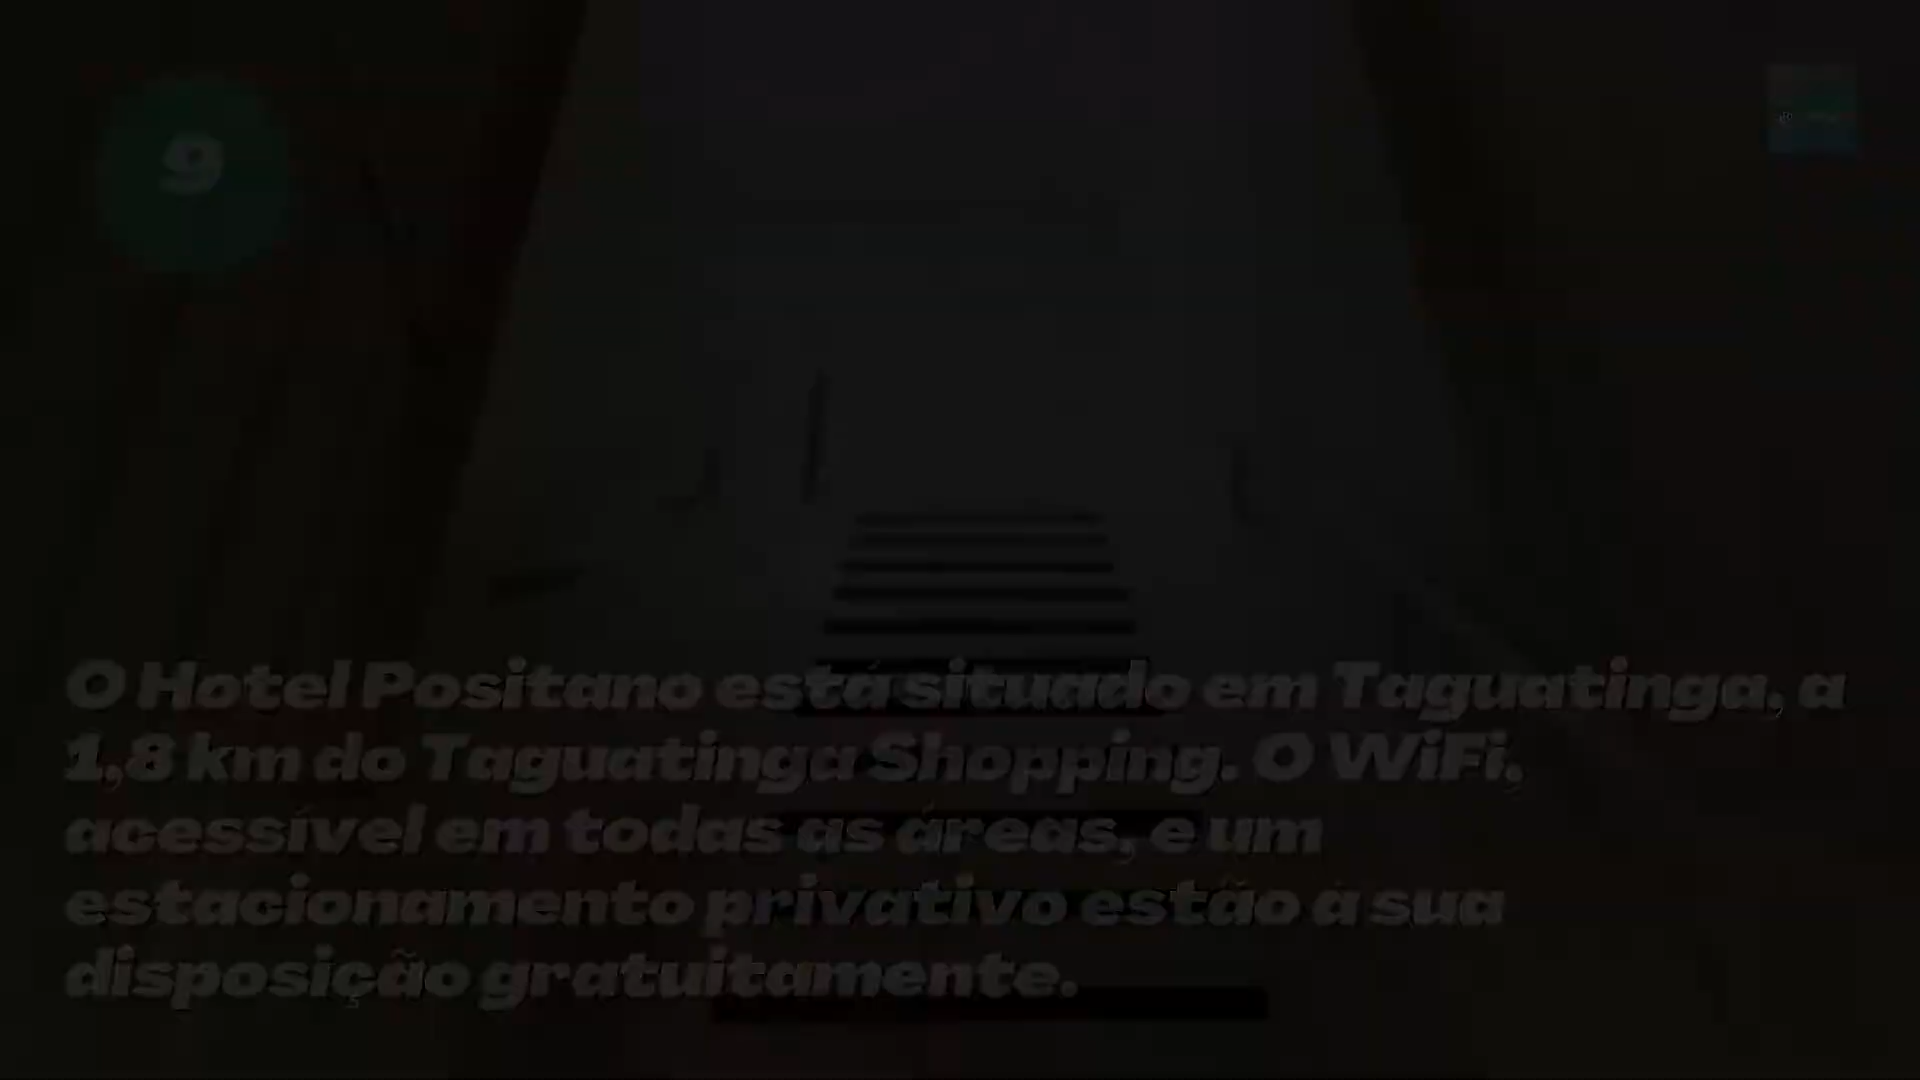 9
O Hotel Positano está situado em Taguatinga, a
1,8 km do Taguatinga Shopping. O WiFi,
acessível em todas as áreas, e um
estacionamento privativo estão à sua
disposição gratuitamente.